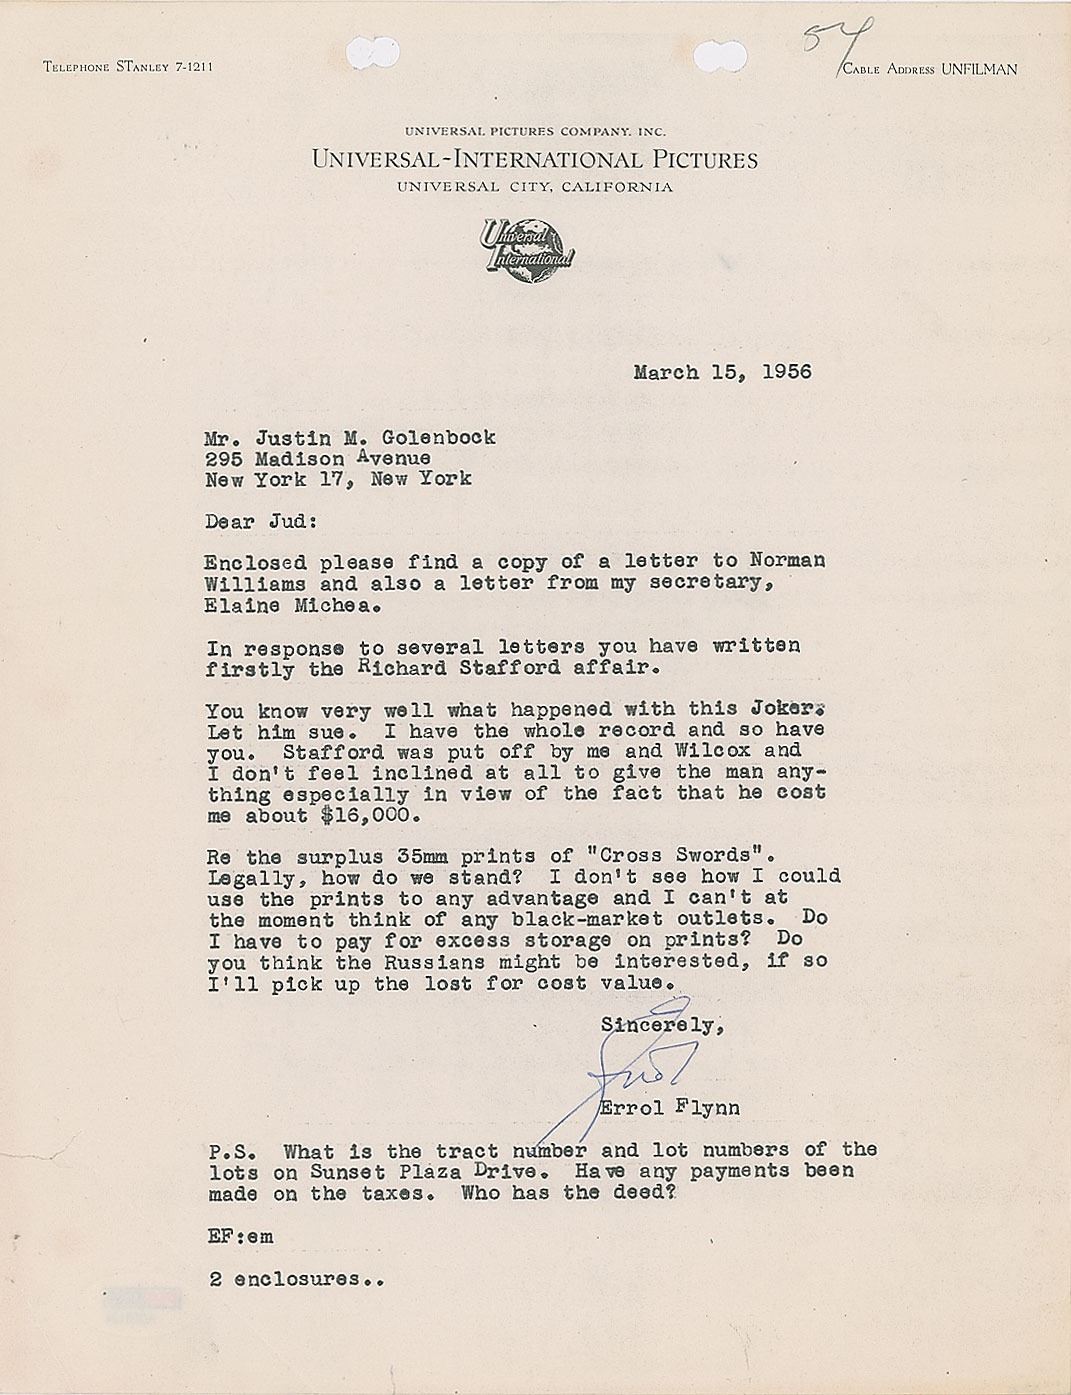 54
TELEPHONE STANLEY 7-1211
CABLE ADDRESS UNFILMAN
UNIVERSAL PICTURES COMPANY, INC.
UNIVERSAL-INTERNATIONAL PICTURES
UNIVERSAL CITY, CALIFORNIA
Universal
International
March 15, 1956
Mr. Justin M. Golenbock
295 Madison Avenue
New York 17, New York
Dear Jud:
Enclosed please find a copy of a letter to Norman
Williams and also a letter from my secretary,
Elaine Michea.
In response to several letters you have written
firstly the Richard Stafford affair.
You know very well what happened with this Joker.
Let him sue.  I have the whole record and so have
you.  Stafford was put off by me and Wilcox and
I don't feel inclined at all to give the man any-
thing especially in view of the fact that he cost
me about $16,000.
Re the surplus 35mm prints of "Cross Swords".
Legally, how do we stand?  I don't see how I could
use the prints to any advantage and I can't at
the moment think of any black-market outlets.  Do
I have to pay for excess storage on prints?  Do
you think the Russians might be interested, if so
I'll pick up the lost for cost value.
Sincerely,
Errol
Errol Flynn
P.S.  What is the tract number and lot numbers of the
lots on Sunset Plaza Drive.  Have any payments been
made on the taxes.  Who has the deed?
EF:em
2 enclosures..